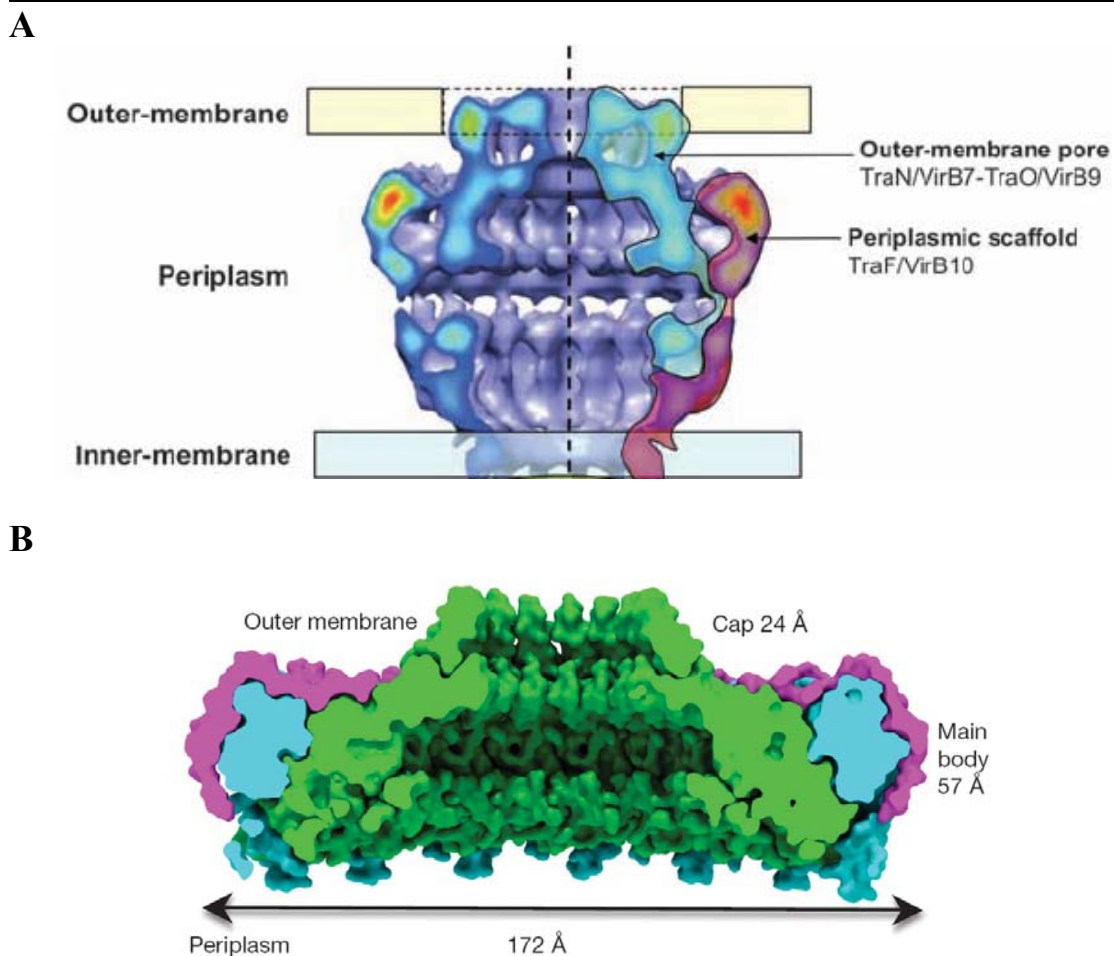 A
Outer-membrane
Outer-membrane pore
TraN/VirB7-TraO/VirB9
Periplasmic scaffold
TraF/VirB10
Periplasm
Inner-membrane
B
Outer membrane
Cap 24 Å
Main
body
57 Å
Periplasm
172 Å